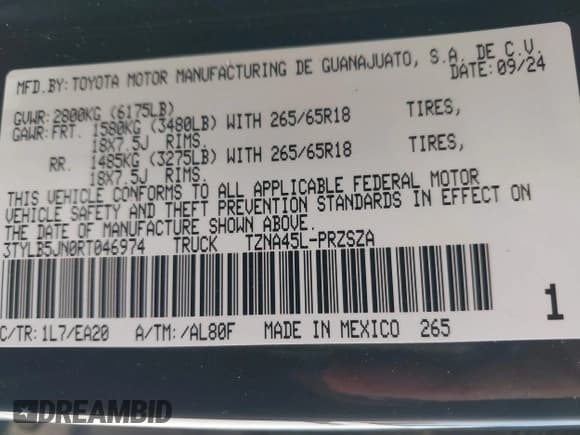 MFD.BY:TOYOTA MOTOR MANUFACTURING DE GUANAJUATO, S.A. DE C.V.
DATE:09/24
GVWR:2800KG (6175LB)
GAWR:FRT. 1580KG (3480LB) WITH 265/65R18 TIRES,
18X7.5J RIMS.
RR. 1485KG (3275LB) WITH 265/65R18 TIRES,
18X7.5J RIMS.
THIS VEHICLE CONFORMS TO ALL APPLICABLE FEDERAL MOTOR
VEHICLE SAFETY AND THEFT PREVENTION STANDARDS IN EFFECT ON
THE DATE OF MANUFACTURE SHOWN ABOVE.
3TYLB5JN0RT046974 TRUCK TZNA45L-PRZSZA
1
C/TR:1L7/EA20 A/TM:/AL80F MADE IN MEXICO 265
DREAMBID